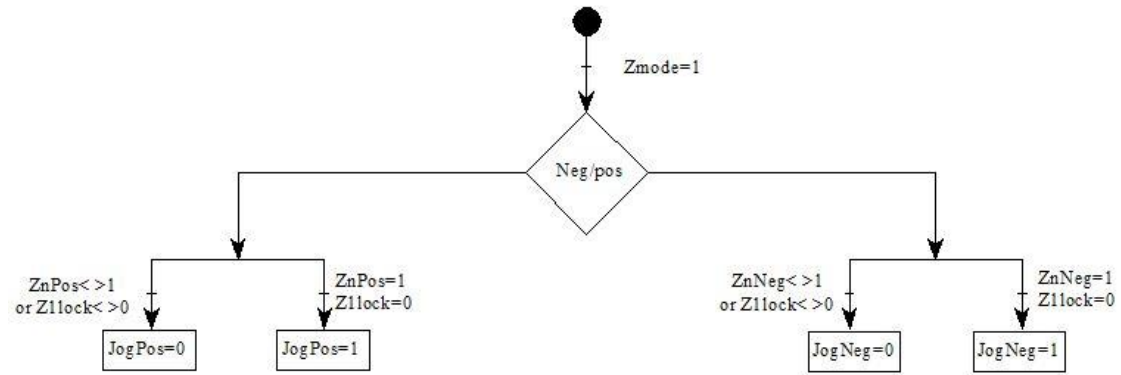 Zmode=1
Neg/pos
ZnPos< >1
or Z1lock< >0
ZnPos=1
Z1lock=0
ZnNeg< >1
or Z1lock< >0
ZnNeg=1
Z1lock=0
JogPos=0
JogPos=1
JogNeg=0
JogNeg=1